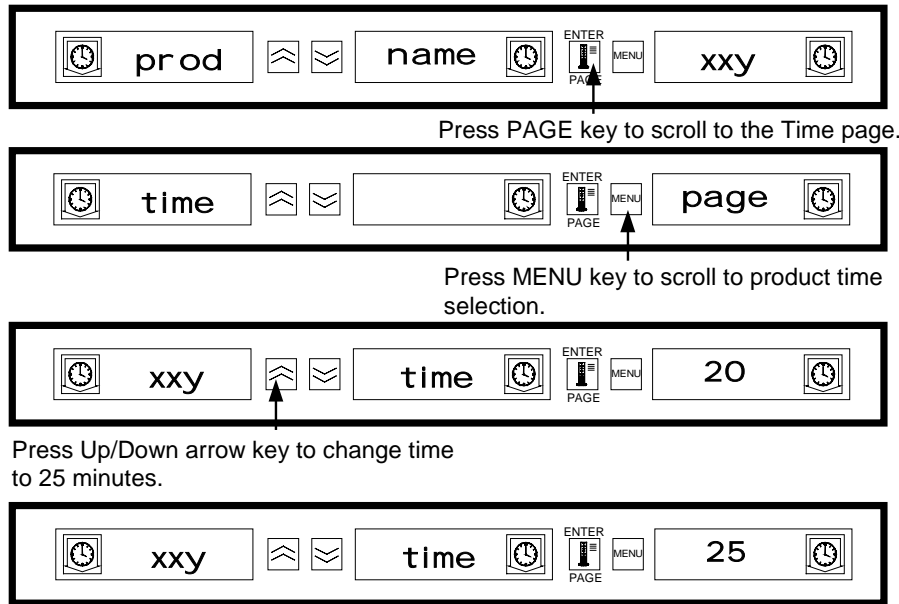 ENTER
prod name MENU xxy
PAGE
Press PAGE key to scroll to the Time page.
ENTER
time MENU page
PAGE
Press MENU key to scroll to product time
selection.
ENTER
xxy time MENU 20
PAGE
Press Up/Down arrow key to change time
to 25 minutes.
ENTER
xxy time MENU 25
PAGE